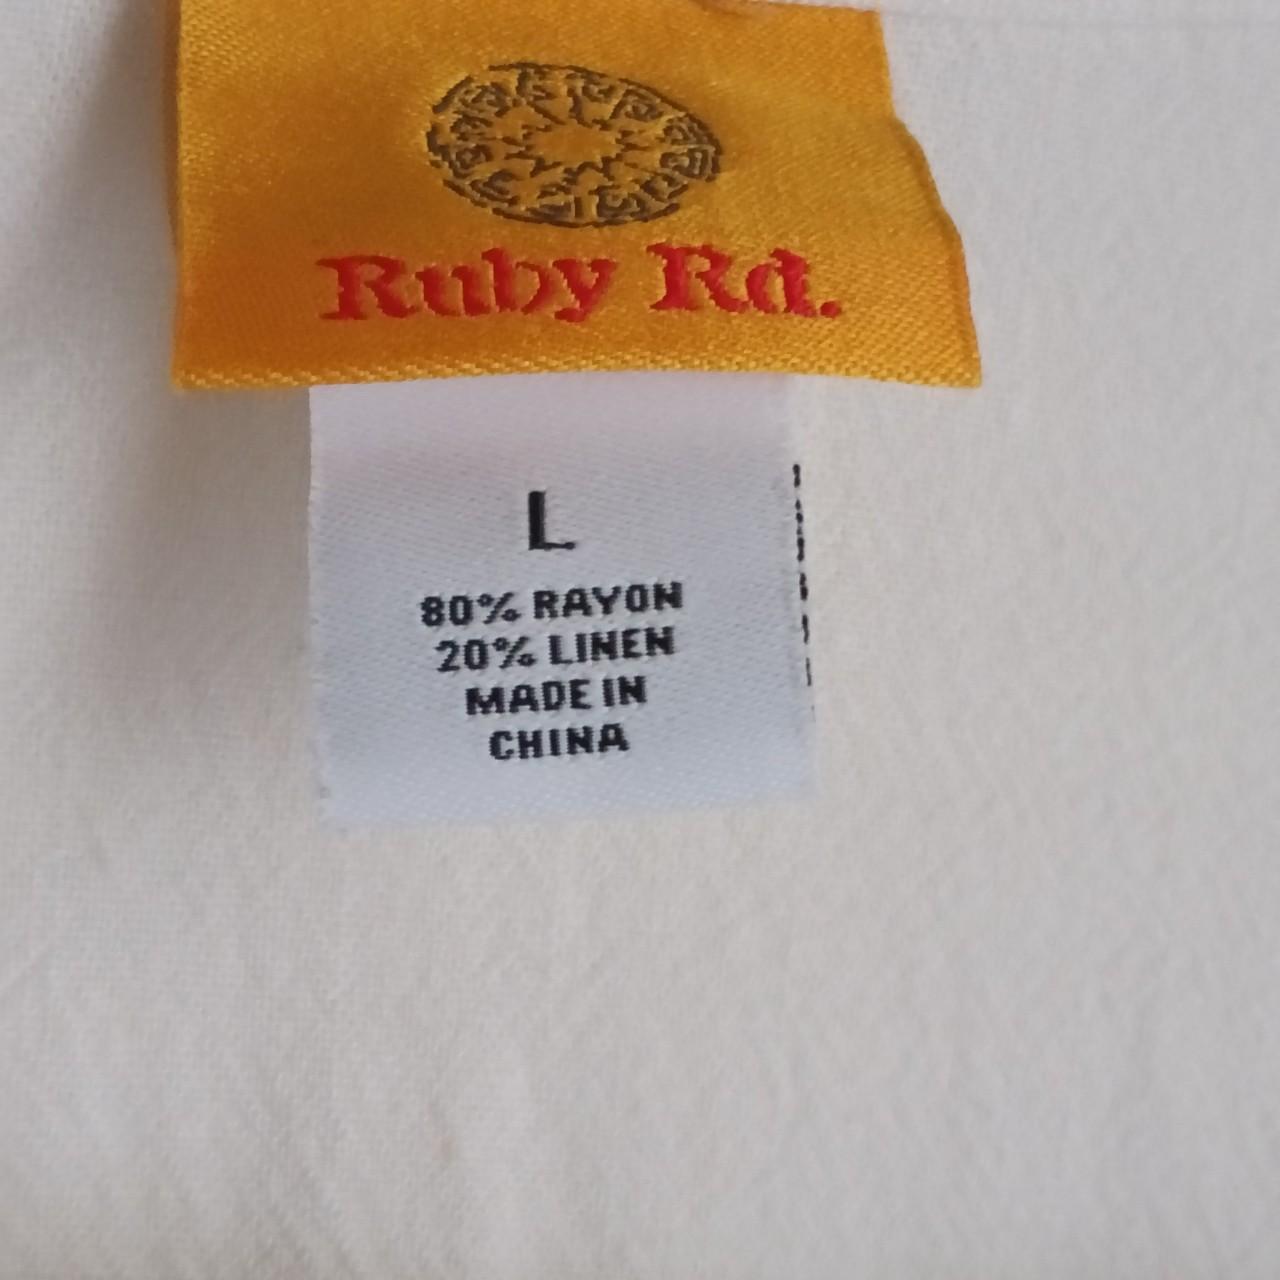 Ruby Rd.
L
80% RAYON
20% LINEN
MADE IN
CHINA